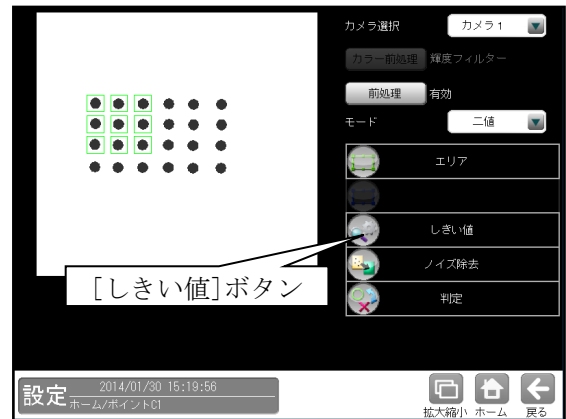 カメラ選択 カメラ1
カラー前処理 輝度フィルター
前処理 有効
モード 二値
エリア
しきい値
ノイズ除去
判定
[しきい値]ボタン
設定 2014/01/30 15:19:56
ホーム/ポイントC1
拡大縮小 ホーム 戻る